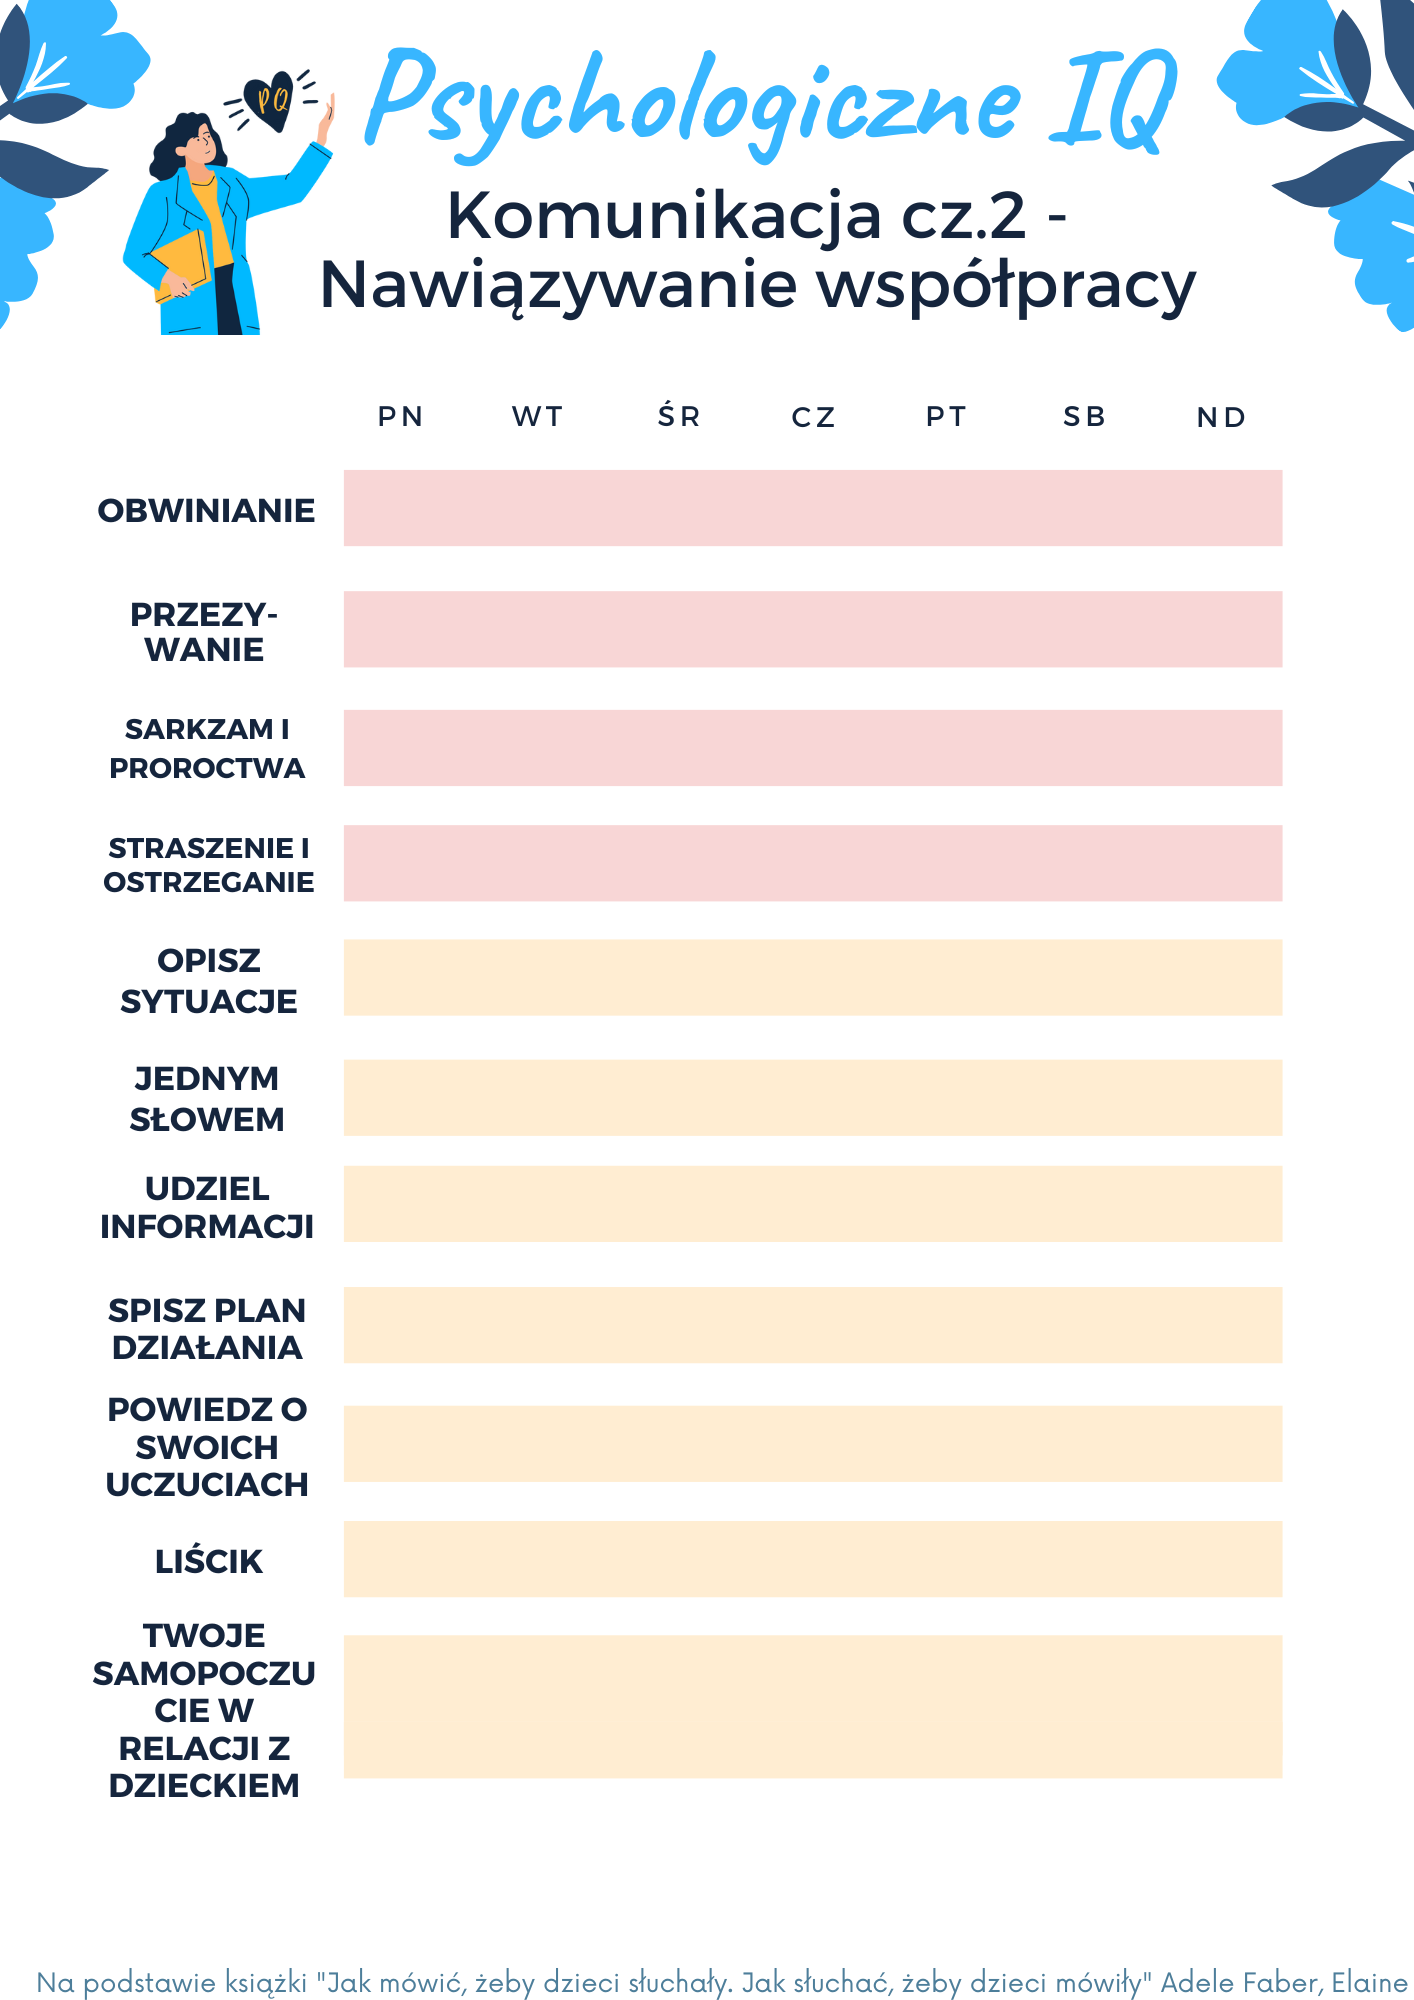 PQ
Psychologiczne IQ
Komunikacja cz.2 -
Nawiązywanie współpracy
PN WT ŚR CZ PT SB ND
OBWINIANIE
PRZEZY-
WANIE
SARKZAM I
PROROCTWA
STRASZENIE I
OSTRZEGANIE
OPISZ
SYTUACJE
JEDNYM
SŁOWEM
UDZIEL
INFORMACJI
SPISZ PLAN
DZIAŁANIA
POWIEDZ O
SWOICH
UCZUCIACH
LIŚCIK
TWOJE
SAMOPOCZU
CIE W
RELACJI Z
DZIECKIEM
Na podstawie książki "Jak mówić, żeby dzieci słuchały. Jak słuchać, żeby dzieci mówiły" Adele Faber, Elaine